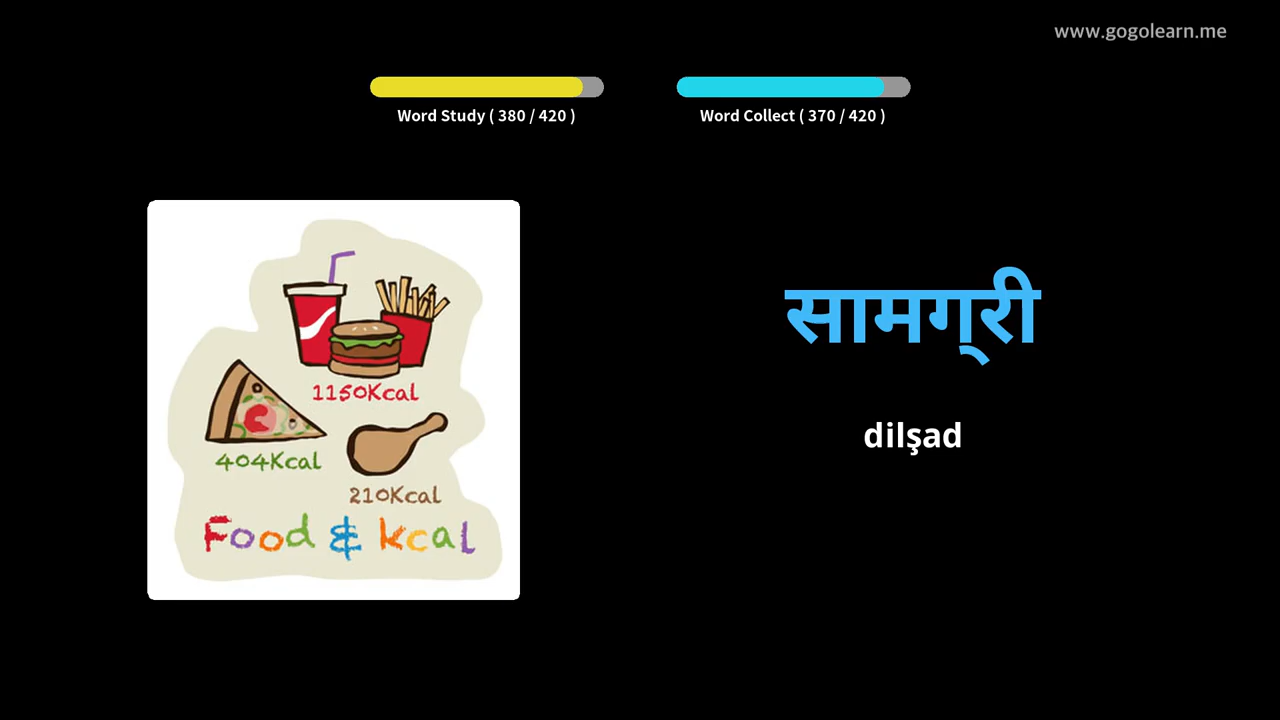 www.gogolearn.me
Word Study ( 380 / 420 )
Word Collect ( 370 / 420 )
1150Kcal
404Kcal
210Kcal
Food & kcal
सामग्‌री
dilşad